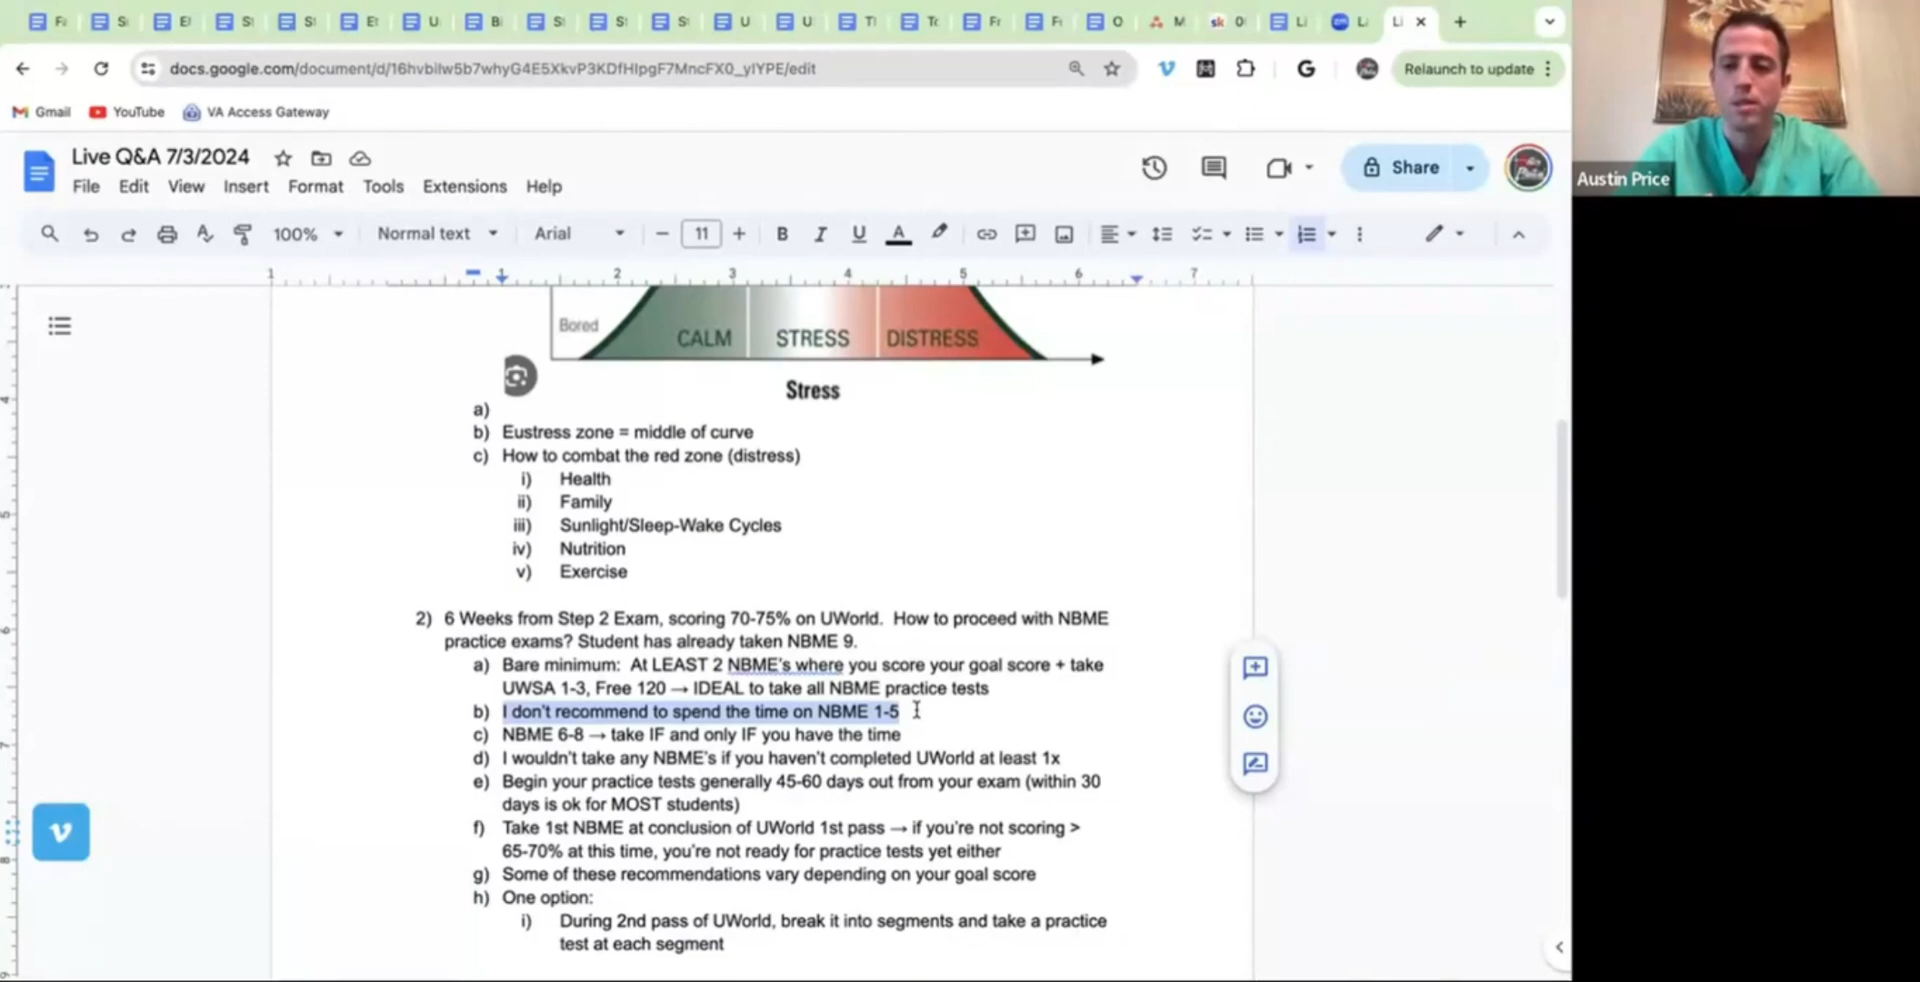 docs.google.com/document/d/16hvbilw5b7whyG4E5XkvP3KDfHIpgF7MncFX0_yIYPE/edit
Relaunch to update
Gmail YouTube VA Access Gateway
Live Q&A 7/3/2024
File Edit View Insert Format Tools Extensions Help
Share
Austin Price
100% Normal text Arial 11
1 1 2 3 4 5 6 7
Bored
CALM STRESS DISTRESS
Stress
a)
b) Eustress zone = middle of curve
c) How to combat the red zone (distress)
i) Health
ii) Family
iii) Sunlight/Sleep-Wake Cycles
iv) Nutrition
v) Exercise
2) 6 Weeks from Step 2 Exam, scoring 70-75% on UWorld. How to proceed with NBME
practice exams? Student has already taken NBME 9.
a) Bare minimum: At LEAST 2 NBME's where you score your goal score + take
UWSA 1-3, Free 120 → IDEAL to take all NBME practice tests
b) I don't recommend to spend the time on NBME 1-5
c) NBME 6-8 → take IF and only IF you have the time
d) I wouldn't take any NBME's if you haven't completed UWorld at least 1x
e) Begin your practice tests generally 45-60 days out from your exam (within 30
days is ok for MOST students)
f) Take 1st NBME at conclusion of UWorld 1st pass → if you're not scoring >
65-70% at this time, you're not ready for practice tests yet either
g) Some of these recommendations vary depending on your goal score
h) One option:
i) During 2nd pass of UWorld, break it into segments and take a practice
test at each segment